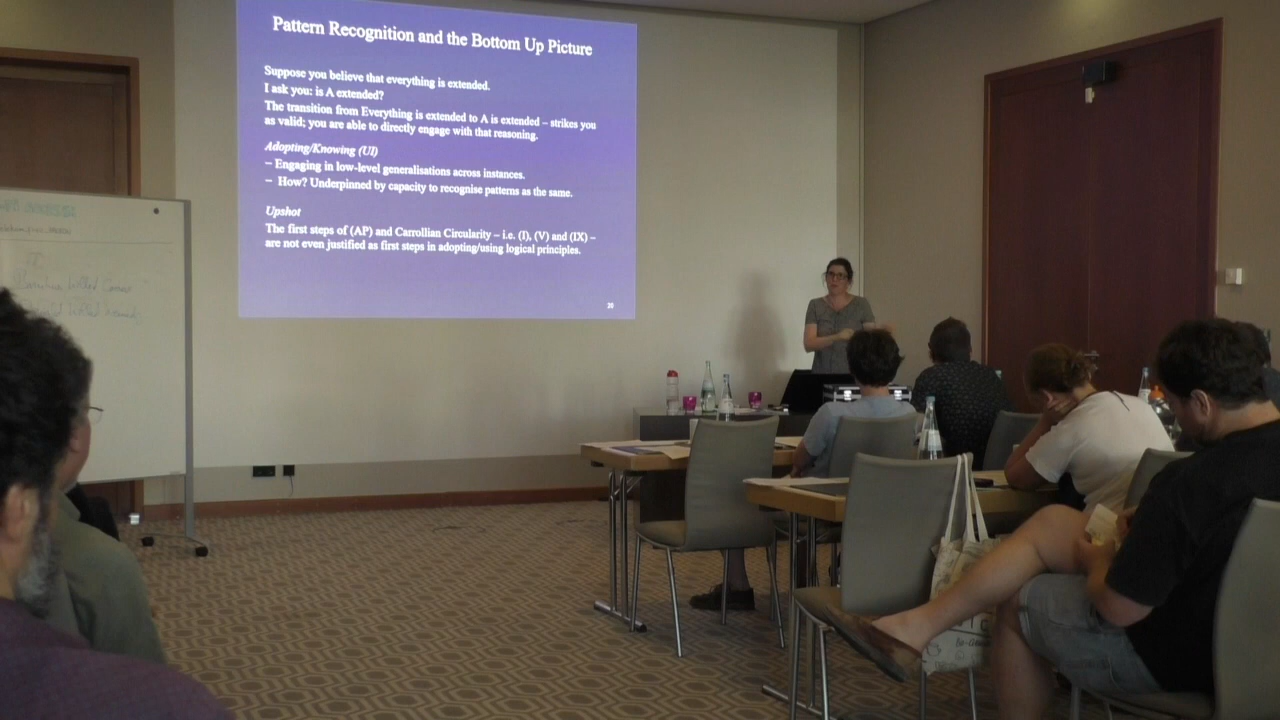 Pattern Recognition and the Bottom Up Picture
Suppose you believe that everything is extended.
I ask you: is A extended?
The transition from Everything is extended to A is extended – strikes you
as valid; you are able to directly engage with that reasoning.
Adopting/Knowing (UI)
– Engaging in low-level generalisations across instances.
– How? Underpinned by capacity to recognise patterns as the same.
Upshot
The first steps of (AP) and Carrollian Circularity – i.e. (I), (V) and (IX) –
are not even justified as first steps in adopting/using logical principles.
20